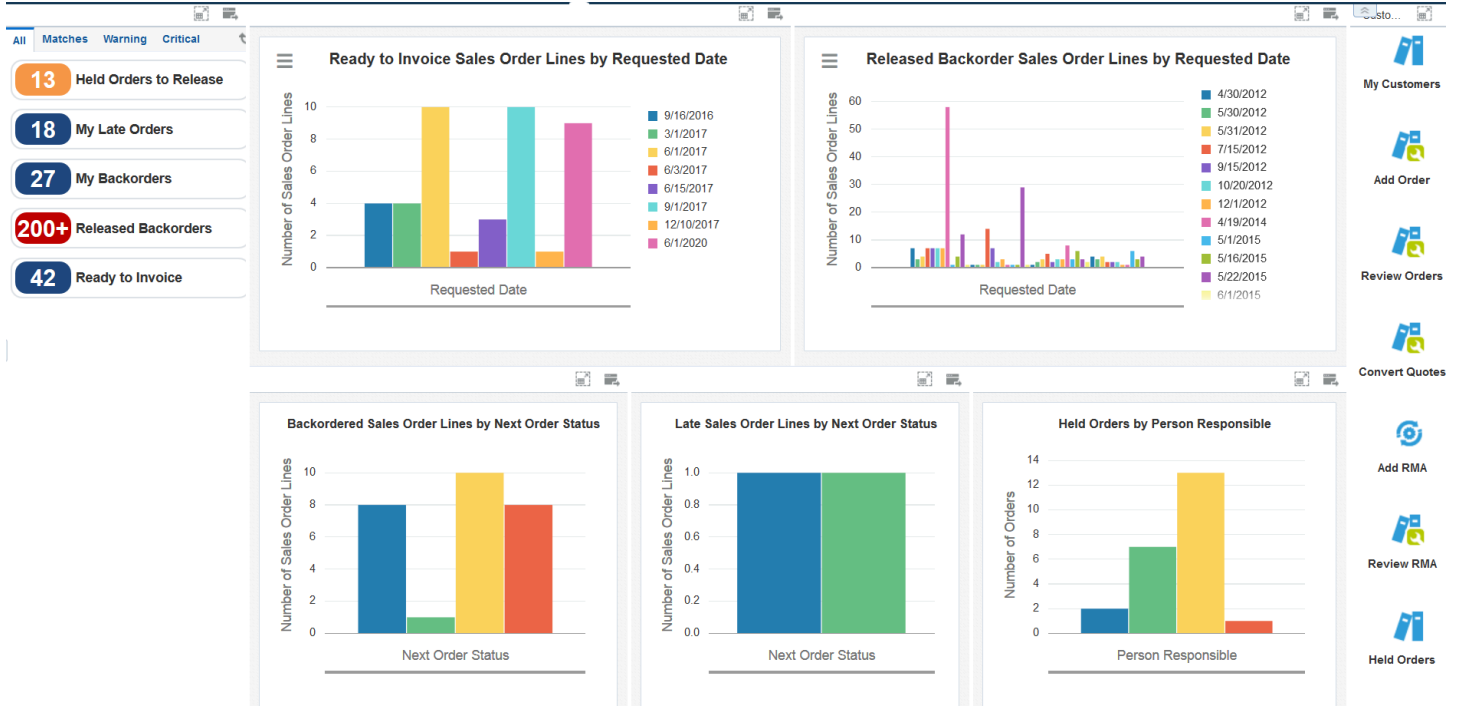 All Matches Warning Critical
13 Held Orders to Release
18 My Late Orders
27 My Backorders
200+ Released Backorders
42 Ready to Invoice
Ready to Invoice Sales Order Lines by Requested Date
Number of Sales Order Lines
10
8
6
4
2
0
Requested Date
9/16/2016
3/1/2017
6/1/2017
6/3/2017
6/15/2017
9/1/2017
12/10/2017
6/1/2020
Released Backorder Sales Order Lines by Requested Date
Number of Sales Order Lines
60
50
40
30
20
10
0
Requested Date
4/30/2012
5/30/2012
5/31/2012
7/15/2012
9/15/2012
10/20/2012
12/1/2012
4/19/2014
5/1/2015
5/16/2015
5/22/2015
6/1/2015
Backordered Sales Order Lines by Next Order Status
Number of Sales Order Lines
10
8
6
4
2
0
Next Order Status
Late Sales Order Lines by Next Order Status
Number of Sales Order Lines
1.0
0.8
0.6
0.4
0.2
0.0
Next Order Status
Held Orders by Person Responsible
Number of Orders
14
12
10
8
6
4
2
0
Person Responsible
My Customers
Add Order
Review Orders
Convert Quotes
Add RMA
Review RMA
Held Orders